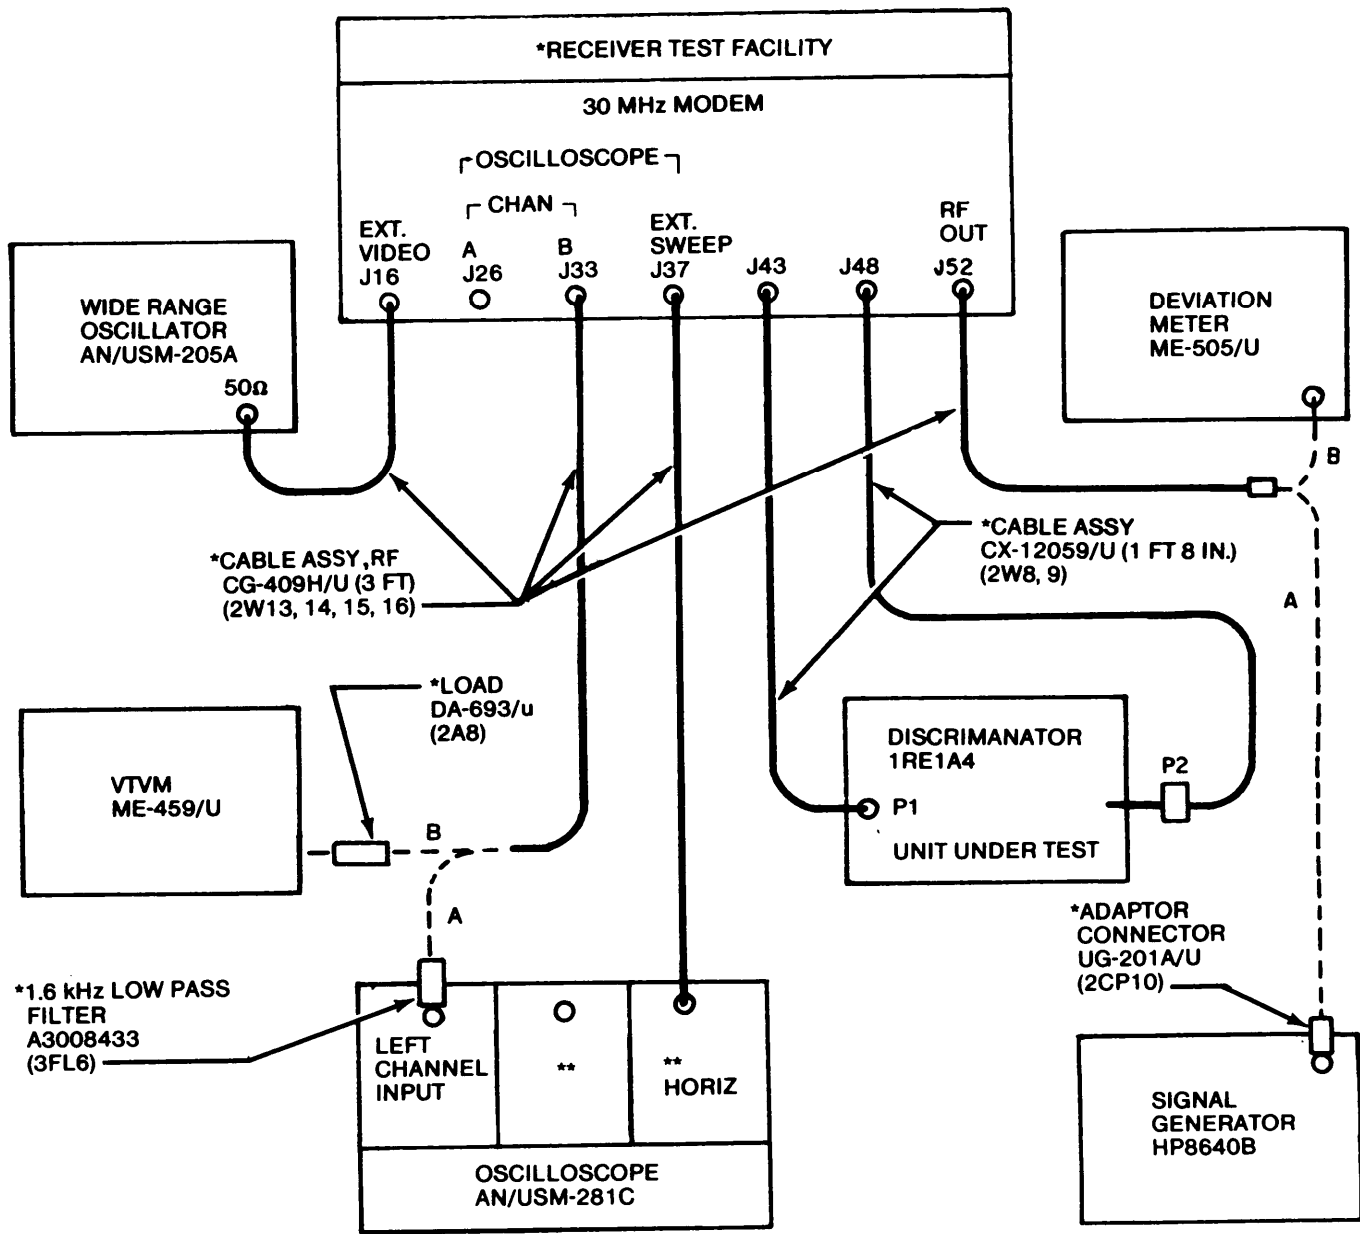 *RECEIVER TEST FACILITY
30 MHz MODEM
OSCILLOSCOPE
CHAN
EXT.
VIDEO
J16
A
J26
B
J33
EXT.
SWEEP
J37
J43
J48
RF
OUT
J52
WIDE RANGE
OSCILLATOR
AN/USM-205A
50Ω
DEVIATION
METER
ME-505/U
B
A
*CABLE ASSY,RF
CG-409H/U (3 FT)
(2W13, 14, 15, 16)
*CABLE ASSY
CX-12059/U (1 FT 8 IN.)
(2W8, 9)
*LOAD
DA-693/u
(2A8)
VTVM
ME-459/U
B
A
DISCRIMANATOR
1RE1A4
P1
UNIT UNDER TEST
P2
*ADAPTOR
CONNECTOR
UG-201A/U
(2CP10)
*1.6 kHz LOW PASS
FILTER
A3008433
(3FL6)
LEFT
CHANNEL
INPUT
**
**
HORIZ
OSCILLOSCOPE
AN/USM-281C
SIGNAL
GENERATOR
HP8640B